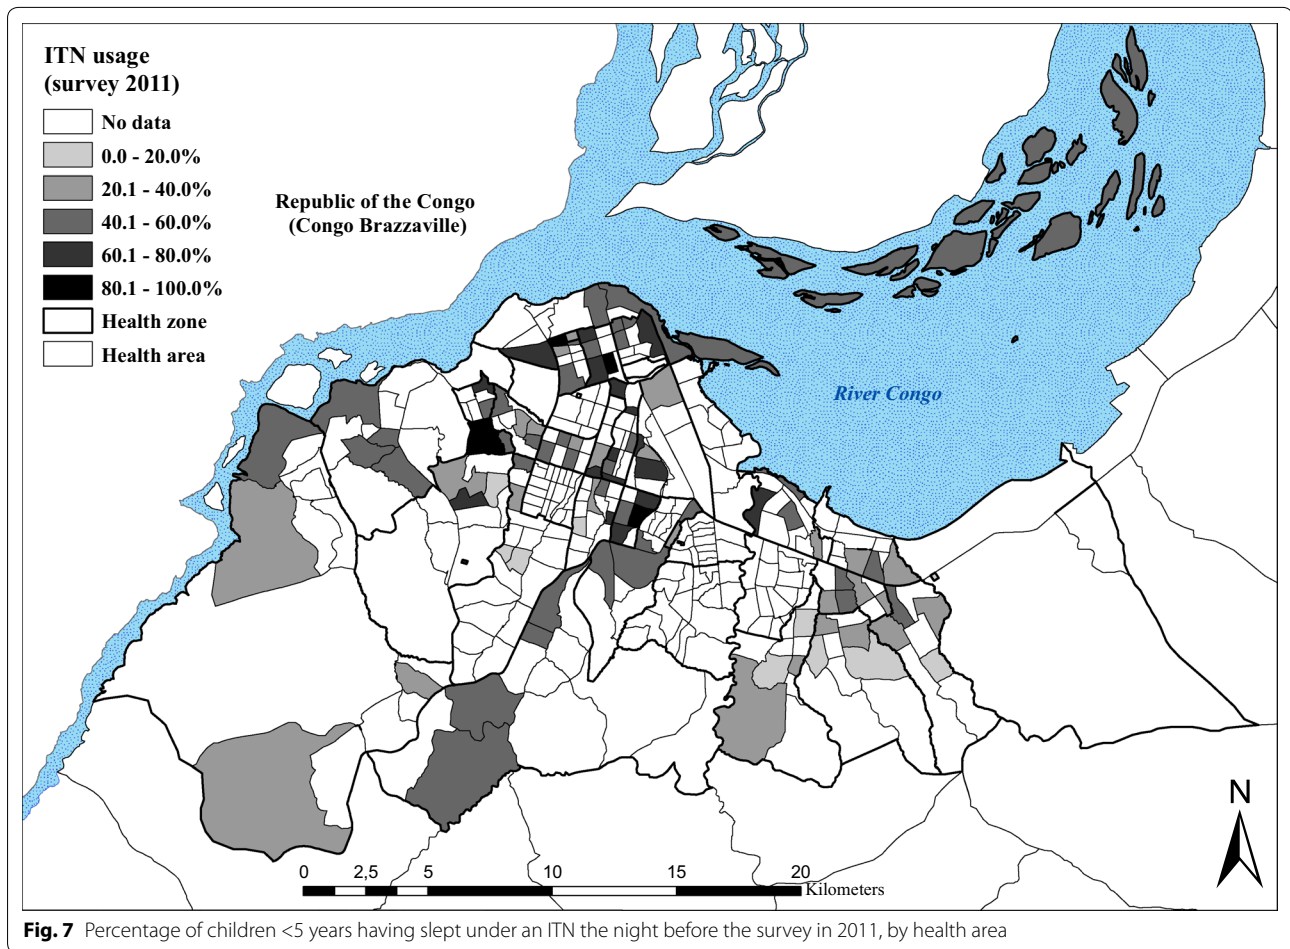 ITN usage
(survey 2011)
No data
0.0 - 20.0%
20.1 - 40.0%
40.1 - 60.0%
60.1 - 80.0%
80.1 - 100.0%
Health zone
Health area
Republic of the Congo
(Congo Brazzaville)
River Congo
N
0 2,5 5 10 15 20
Kilometers
Fig. 7 Percentage of children <5 years having slept under an ITN the night before the survey in 2011, by health area